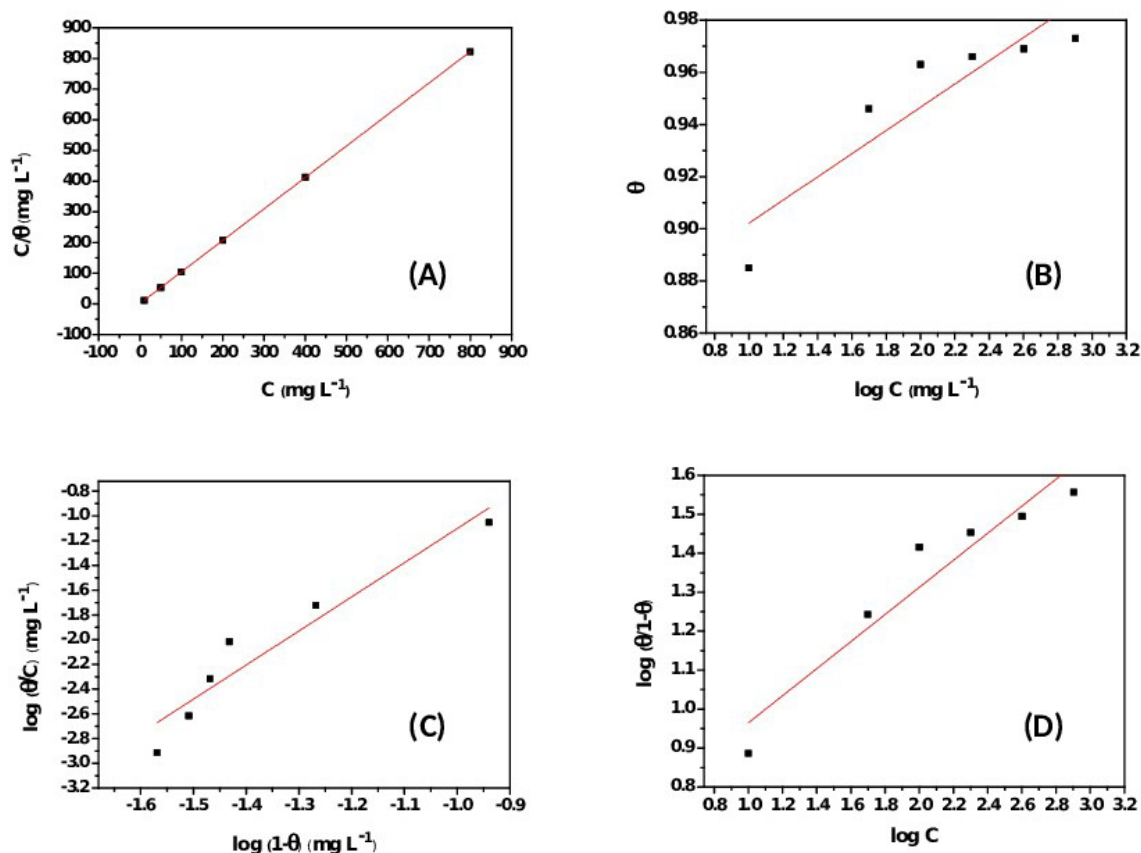 900
800
700
600
500
400
300
200
100
0
-100
-100 0 100 200 300 400 500 600 700 800 900
C/θ (mg L⁻¹)
C (mg L⁻¹)
(A)
0.98
0.96
0.94
0.92
0.90
0.88
0.86
0.8 1.0 1.2 1.4 1.6 1.8 2.0 2.2 2.4 2.6 2.8 3.0 3.2
θ
log C (mg L⁻¹)
(B)
-0.8
-1.0
-1.2
-1.4
-1.6
-1.8
-2.0
-2.2
-2.4
-2.6
-2.8
-3.0
-3.2
-1.6 -1.5 -1.4 -1.3 -1.2 -1.1 -1.0 -0.9
log (θ/C) (mg L⁻¹)
log (1-θ) (mg L⁻¹)
(C)
1.6
1.5
1.4
1.3
1.2
1.1
1.0
0.9
0.8
0.8 1.0 1.2 1.4 1.6 1.8 2.0 2.2 2.4 2.6 2.8 3.0 3.2
log (θ/1-θ)
log C
(D)